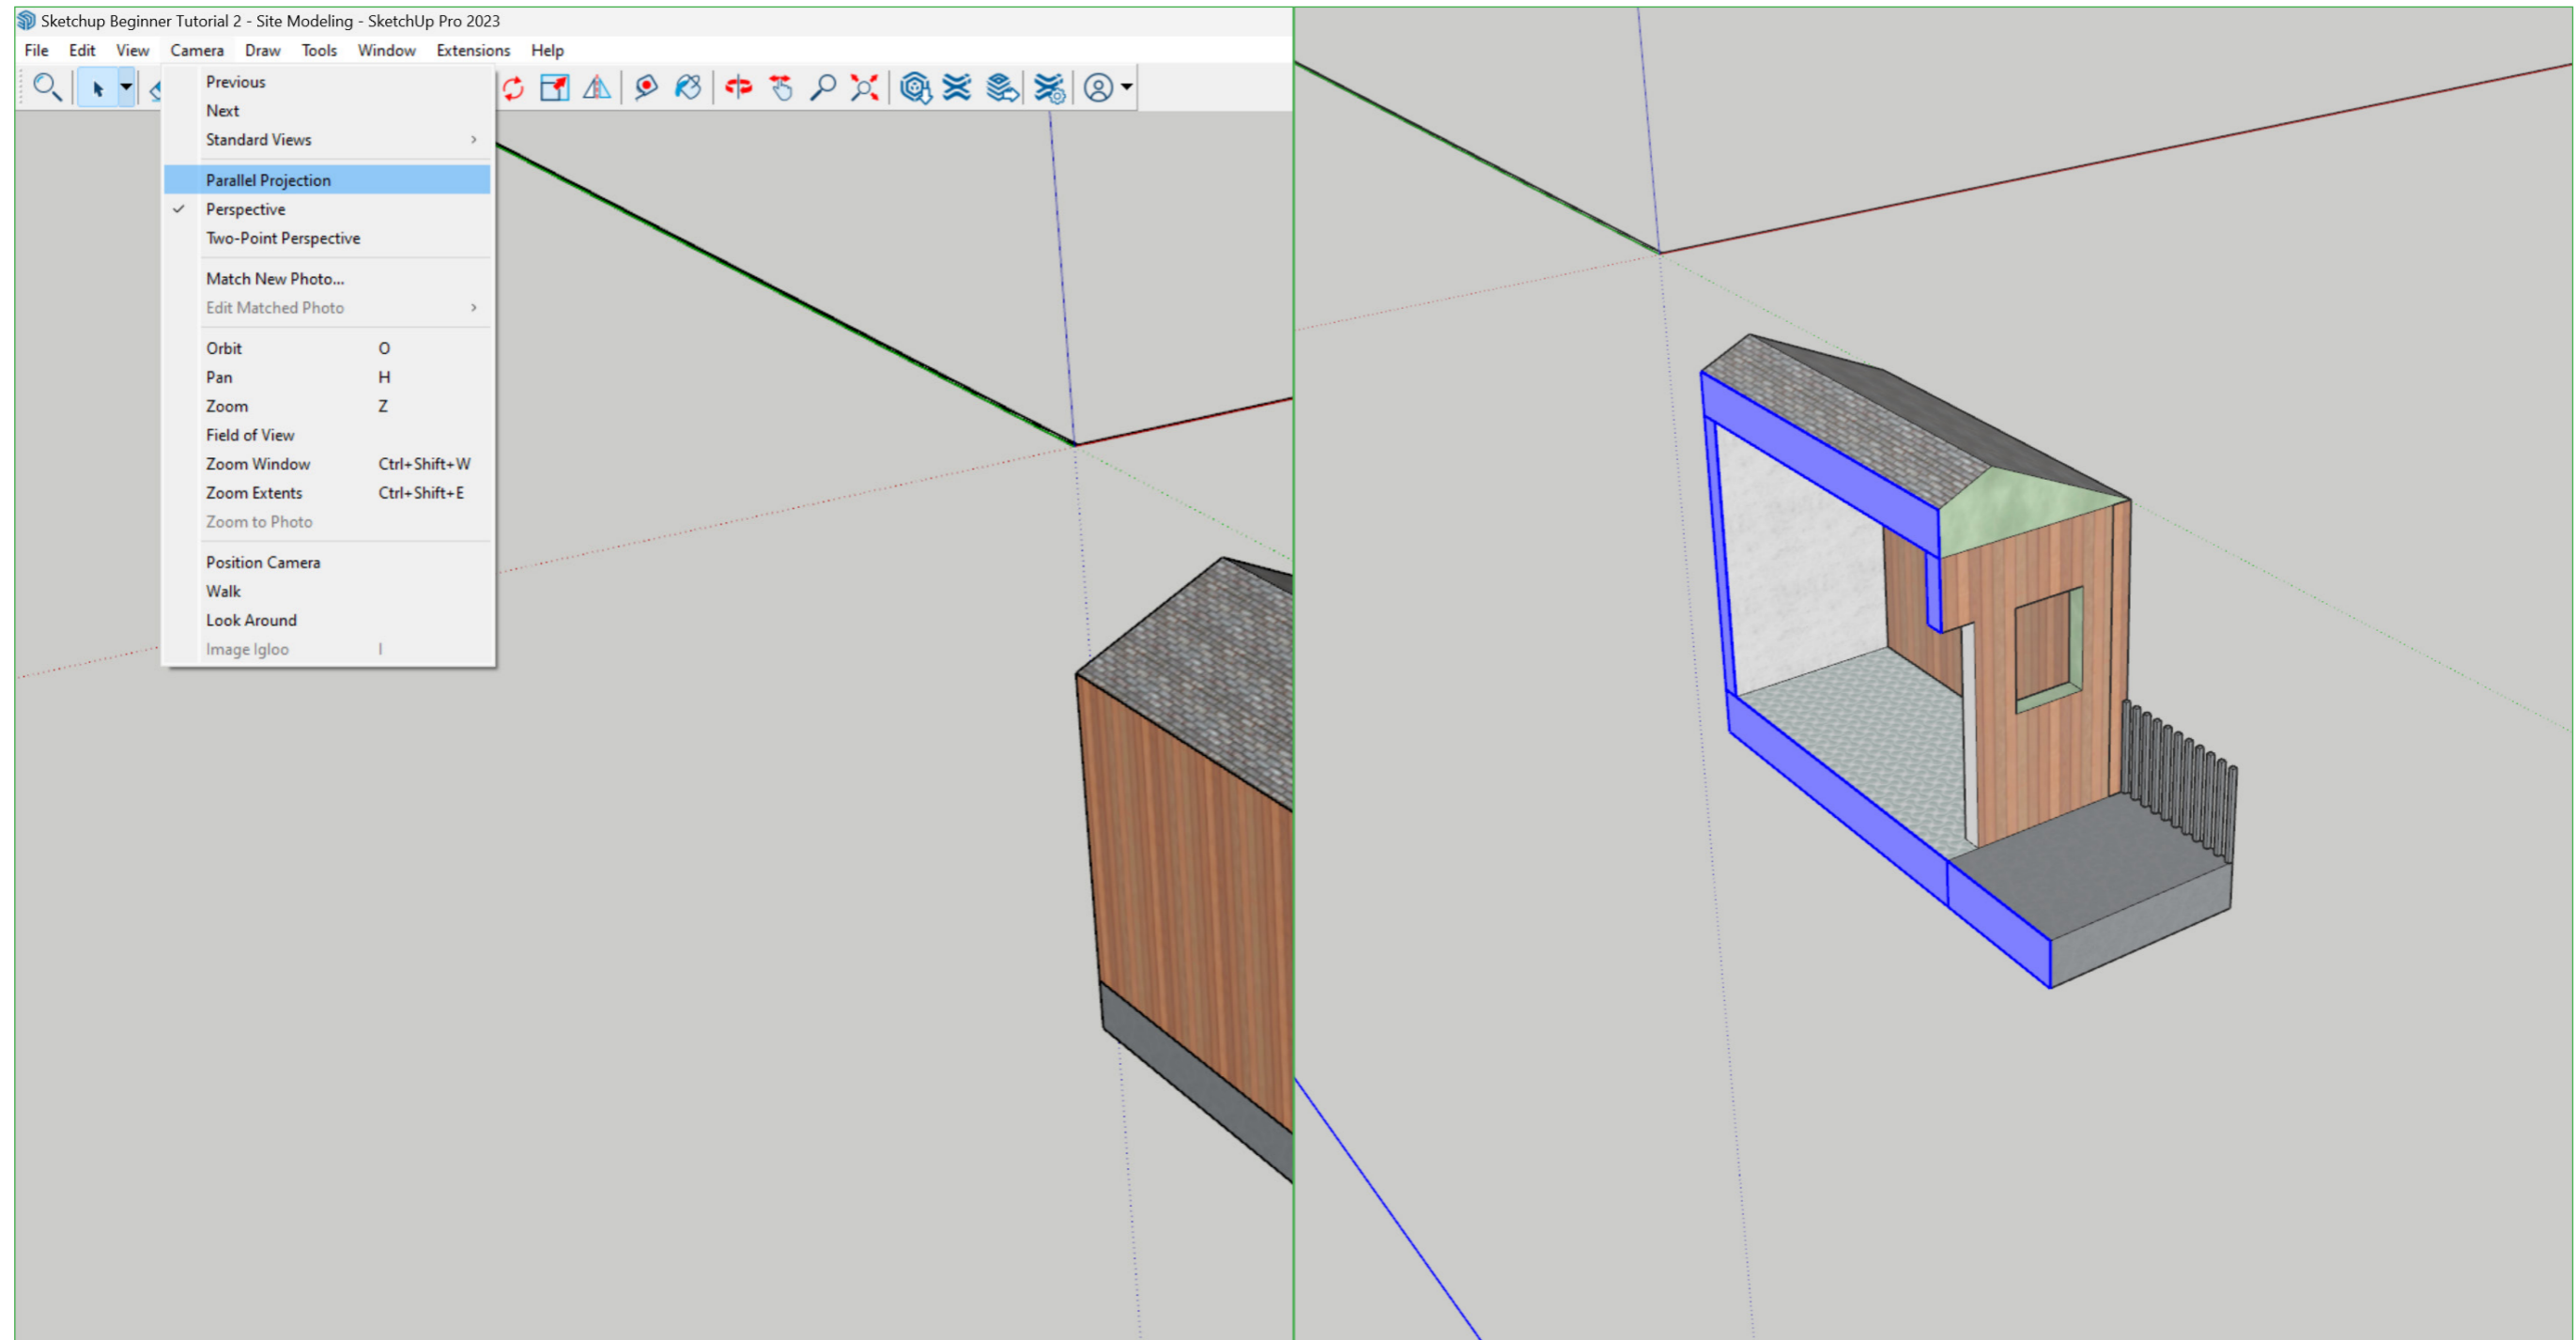 Sketchup Beginner Tutorial 2 - Site Modeling - SketchUp Pro 2023
File Edit View Camera Draw Tools Window Extensions Help
Previous
Next
Standard Views
Parallel Projection
Perspective
Two-Point Perspective
Match New Photo...
Edit Matched Photo
Orbit O
Pan H
Zoom Z
Field of View
Zoom Window Ctrl+Shift+W
Zoom Extents Ctrl+Shift+E
Zoom to Photo
Position Camera
Walk
Look Around
Image Igloo I